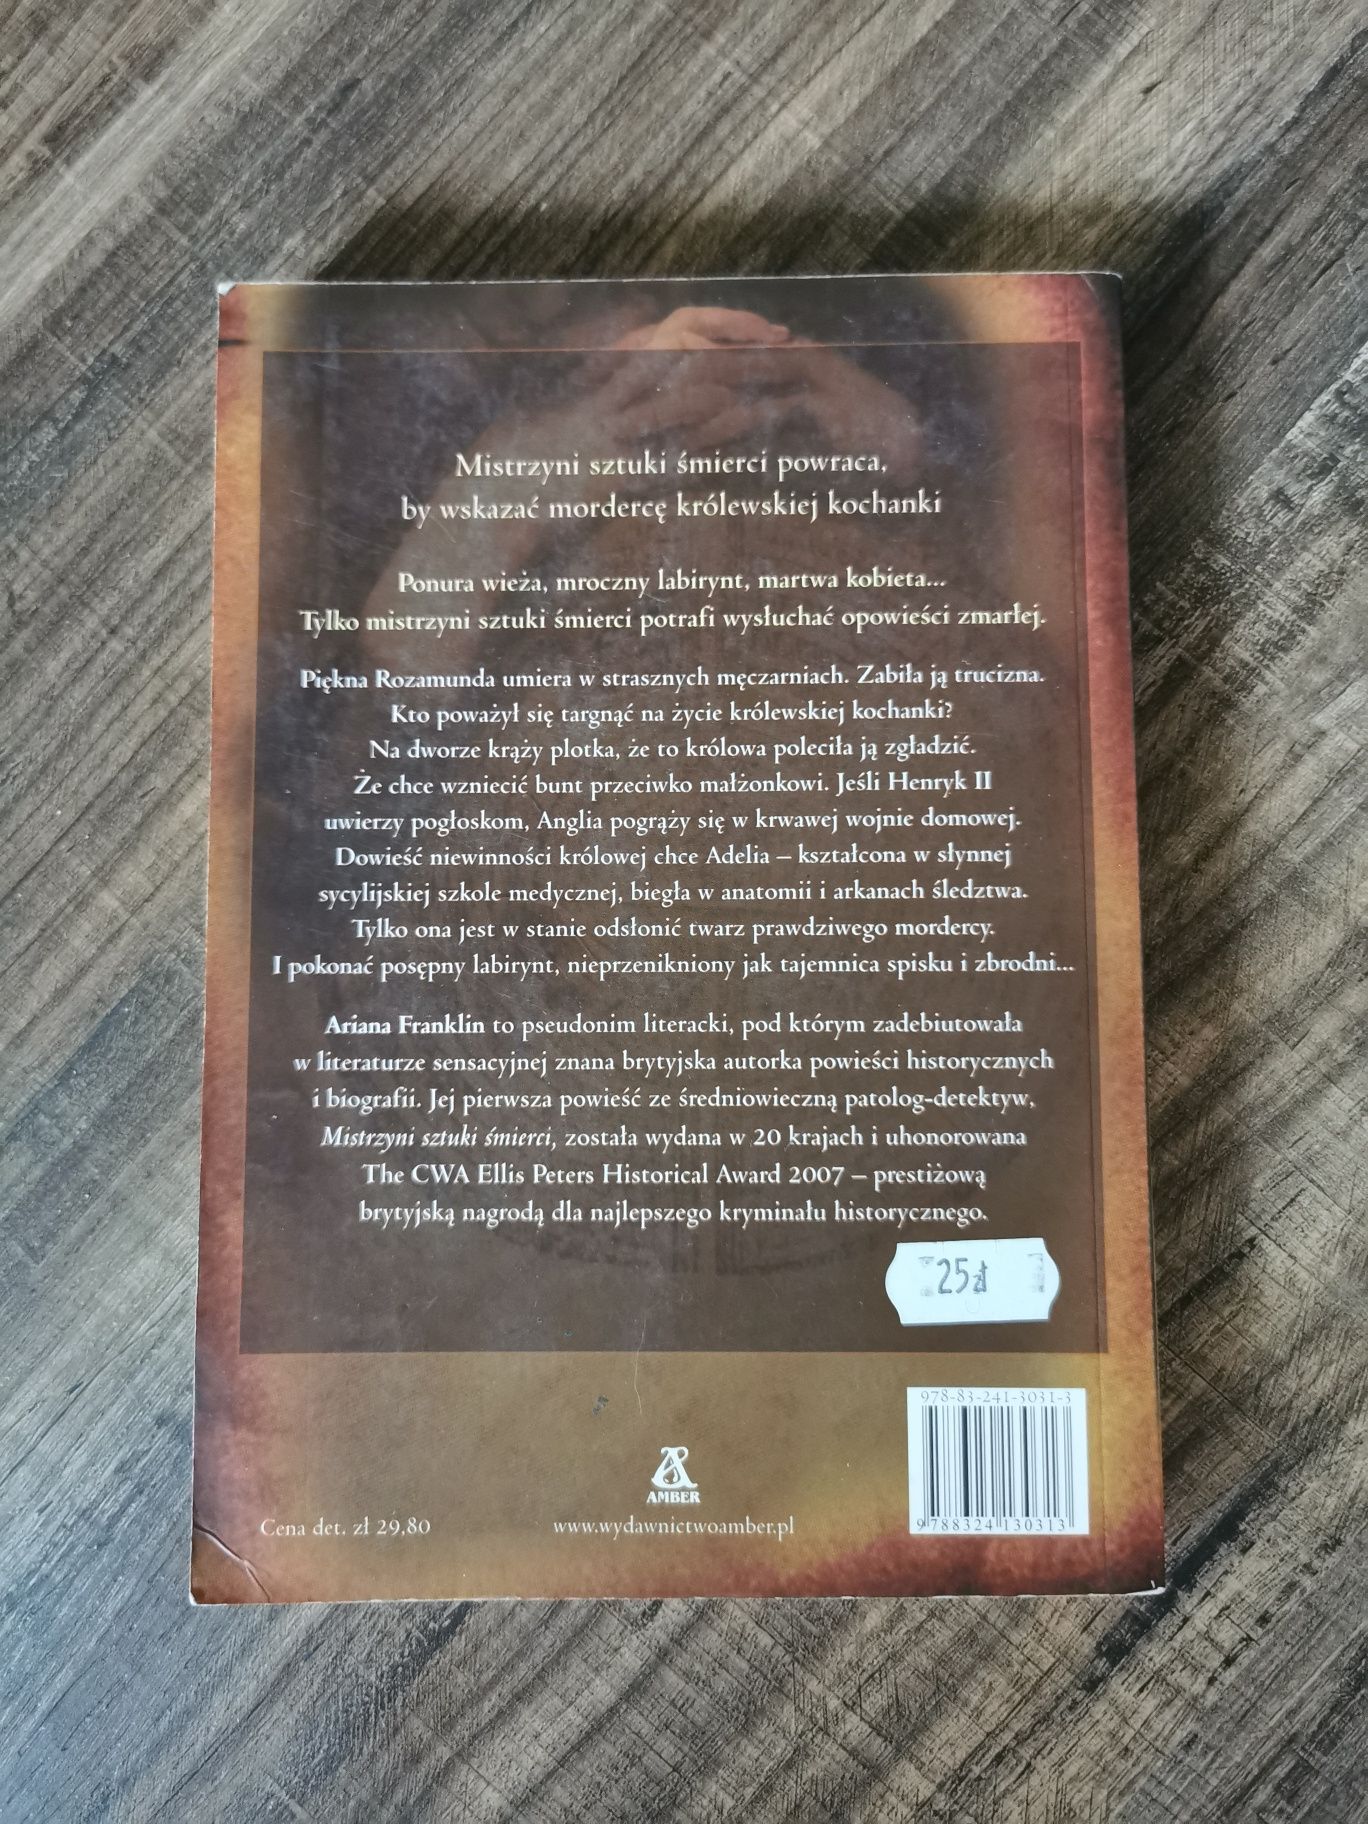 Mistrzyni sztuki śmierci powraca,
by wskazać mordercę królewskiej kochanki
Ponura wieża, mroczny labirynt, martwa kobieta...
Tylko mistrzyni sztuki śmierci potrafi wysłuchać opowieści zmarłej.
Piękna Rozamunda umiera w strasznych męczarniach. Zabiła ją trucizna.
Kto poważył się targnąć na życie królewskiej kochanki?
Na dworze krąży plotka, że to królowa poleciła ją zgładzić.
Że chce wzniecić bunt przeciwko małżonkowi. Jeśli Henryk II
uwierzy pogłoskom, Anglia pogrąży się w krwawej wojnie domowej.
Dowieść niewinności królowej chce Adelia – kształcona w słynnej
sycylijskiej szkole medycznej, biegła w anatomii i arkanach śledztwa.
Tylko ona jest w stanie odsłonić twarz prawdziwego mordercy.
I pokonać posępny labirynt, nieprzenikniony jak tajemnica spisku i zbrodni...
Ariana Franklin to pseudonim literacki, pod którym zadebiutowała
w literaturze sensacyjnej znana brytyjska autorka powieści historycznych
i biografii. Jej pierwsza powieść ze średniowieczną patolog-detektyw,
Mistrzyni sztuki śmierci, została wydana w 20 krajach i uhonorowana
The CWA Ellis Peters Historical Award 2007 – prestiżową
brytyjską nagrodą dla najlepszego kryminału historycznego.
25zł
978-83-241-3031-3
9 788324 130313
AMBER
Cena det. zł 29,80
www.wydawnictwoamber.pl